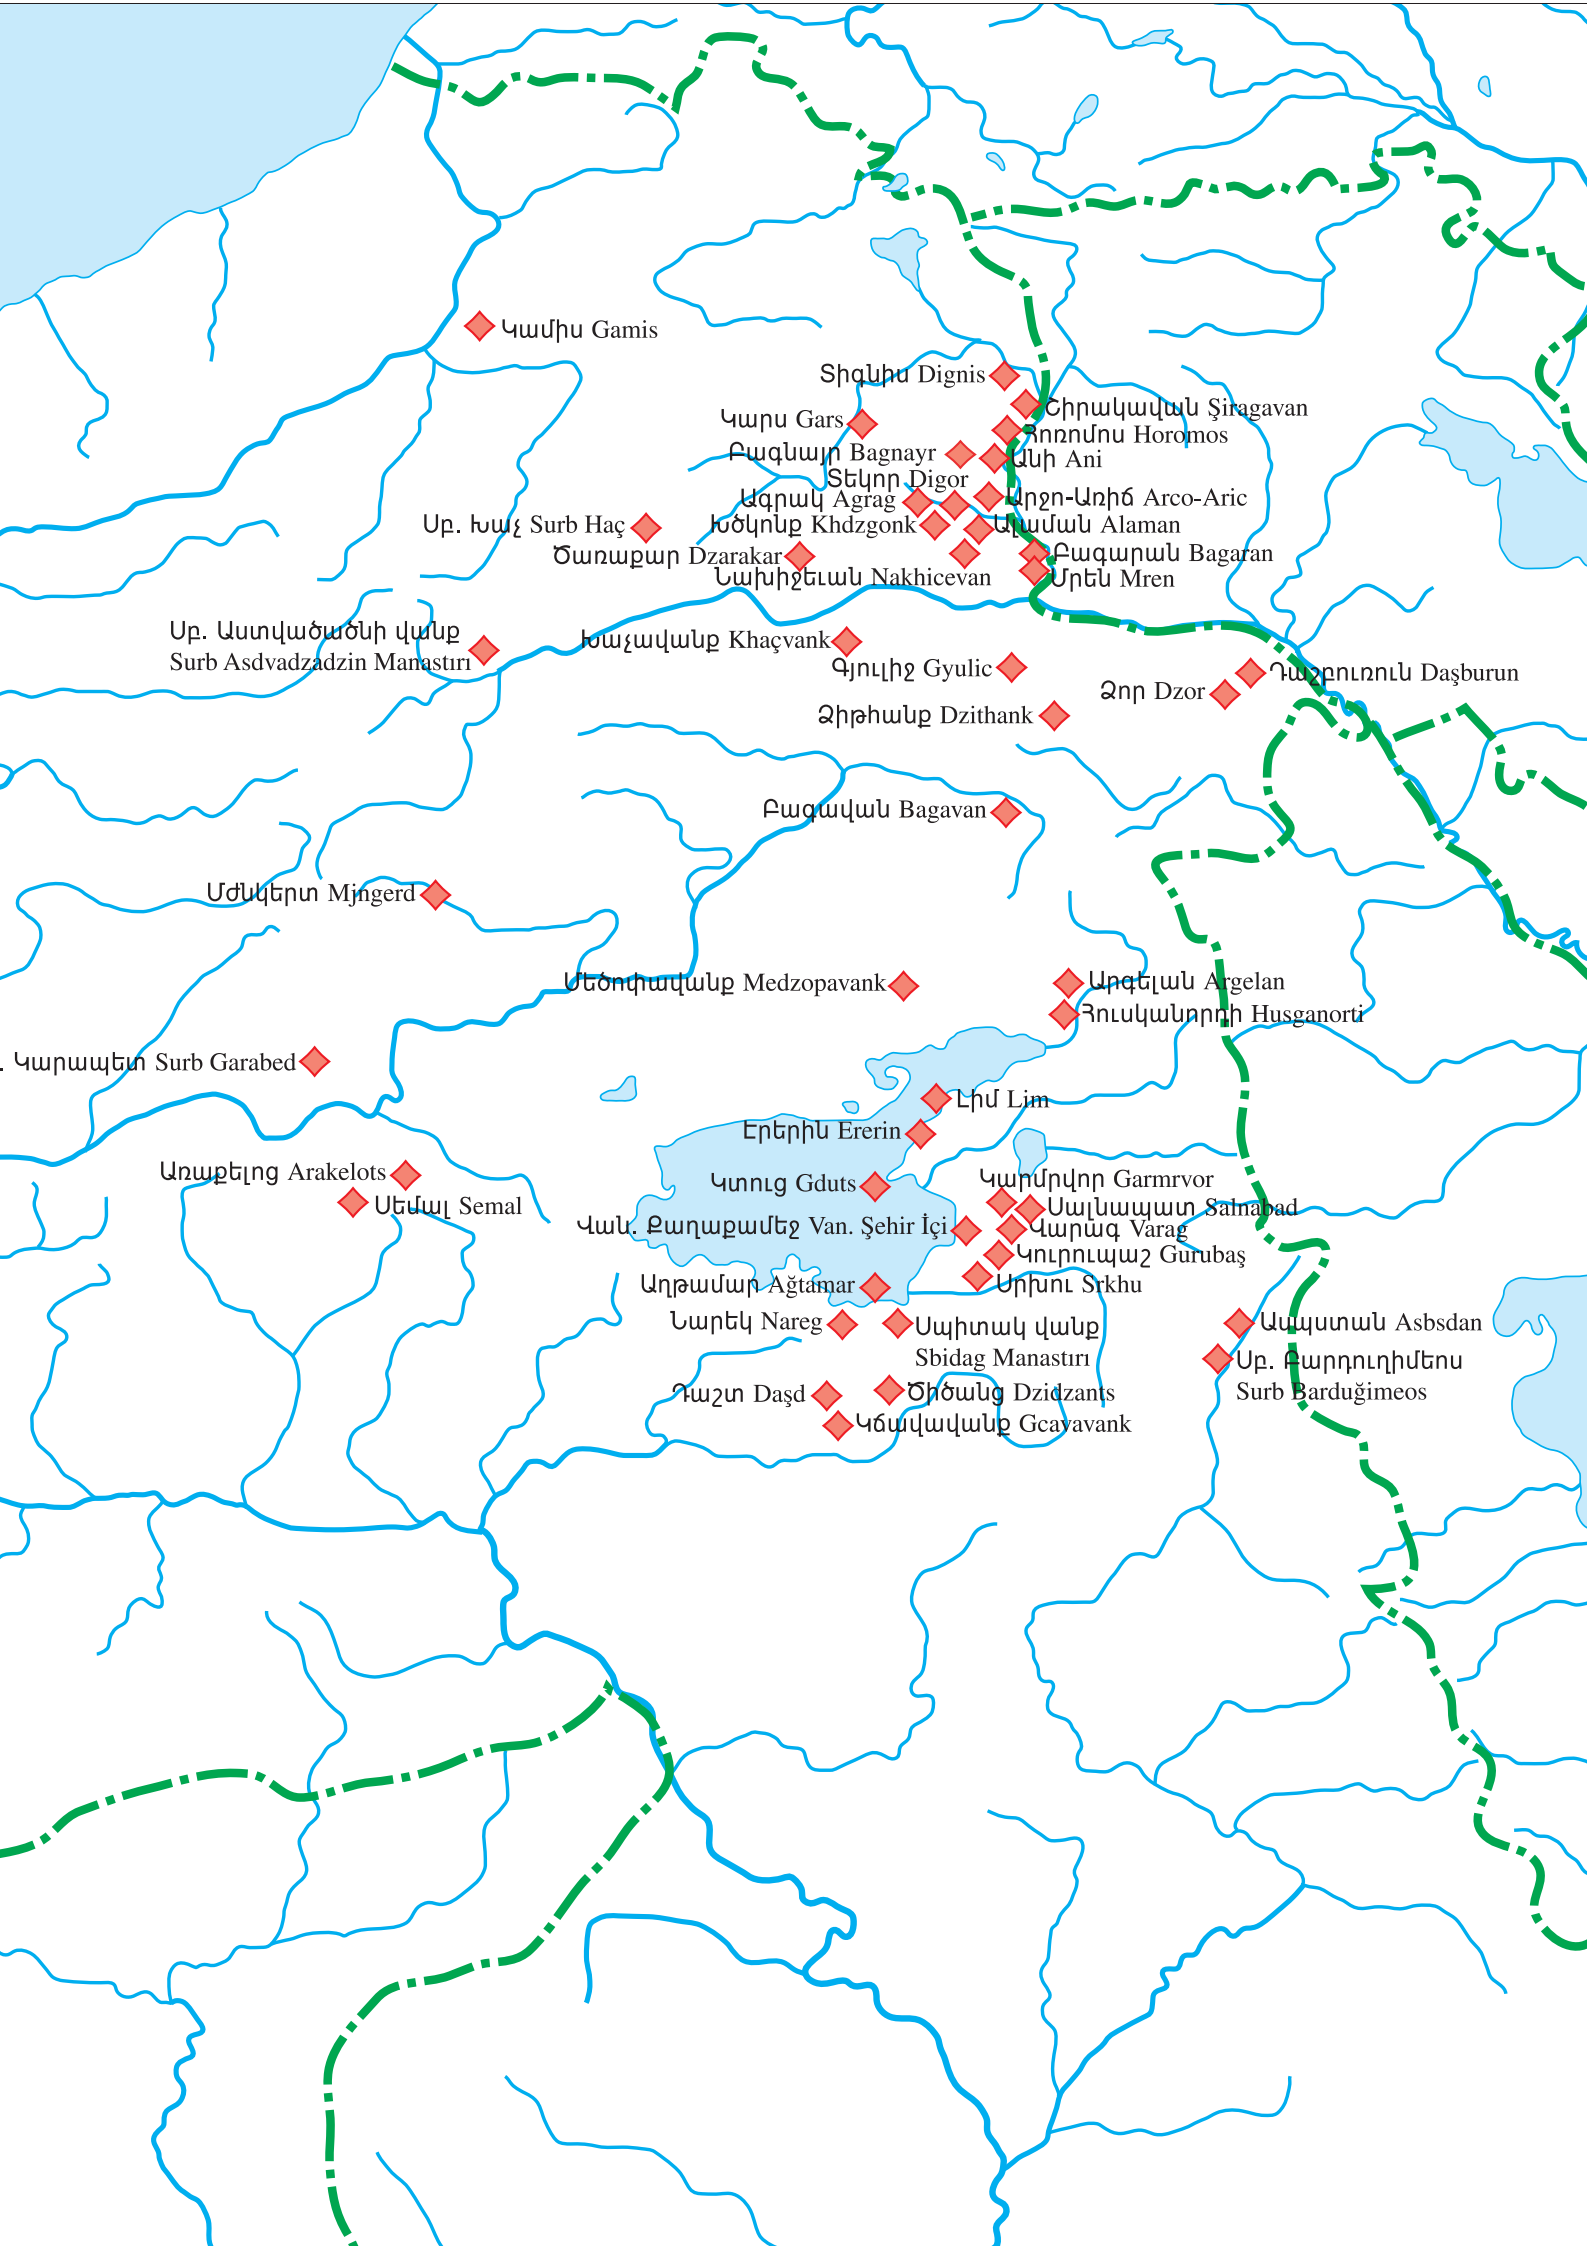 Կամիս Gamis
Տիգնիս Dignis
Շիրակավան Şiragavan
Կարս Gars
Հոռոմոս Horomos
Բագնայր Bagnayr
Անի Ani
Տեկոր Digor
Ագրակ Agrag
Արջո-Առիճ Arco-Aric
Սբ. Խաչ Surb Haç
Խծկոնք Khdzgonk
Ալաման Alaman
Ծառաքար Dzarakar
Բագարան Bagaran
Նախիջեւան Nakhicevan
Մրեն Mren
Սբ. Աստվածածնի վանք
Surb Asdvadzadzin Manastırı
Խաչավանք Khaçvank
Գյուլիջ Gyulic
Դաշբուռուն Daşburun
Ձոր Dzor
Ձիթհանք Dzithank
Բագավան Bagavan
Մժնկերտ Mjngerd
Մեծոփավանք Medzopavank
Արգելան Argelan
Հուսկանորդի Husganorti
. Կարապետ Surb Garabed
Լիմ Lim
Էրերին Ererin
Առաքելոց Arakelots
Կտուց Gduts
Կարմրվոր Garmrvor
Սեմալ Semal
Սալնապատ Salnabad
Վան. Քաղաքամեջ Van. Şehir İçi
Վարագ Varag
Կուրուպաշ Gurubaş
Աղթամար Ağtamar
Սրխու Srkhu
Նարեկ Nareg
Սպիտակ վանք
Sbidag Manastırı
Ասպստան Asbsdan
Սբ. Բարդուղիմեոս
Surb Barduğimeos
Դաշտ Daşd
Ծիծանց Dzidzants
Կճավավանք Gcavavank